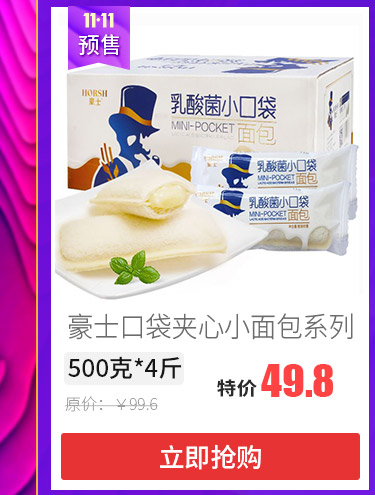 11·11
预售
HORSH
豪士
乳酸菌小口袋
MINI-POCKET 面包
乳酸菌小口袋
MINI-POCKET 面包
乳酸菌小口袋
MINI-POCKET 面包
豪士口袋夹心小面包系列
500克*4斤
特价 49.8
原价：￥99.6
立即抢购